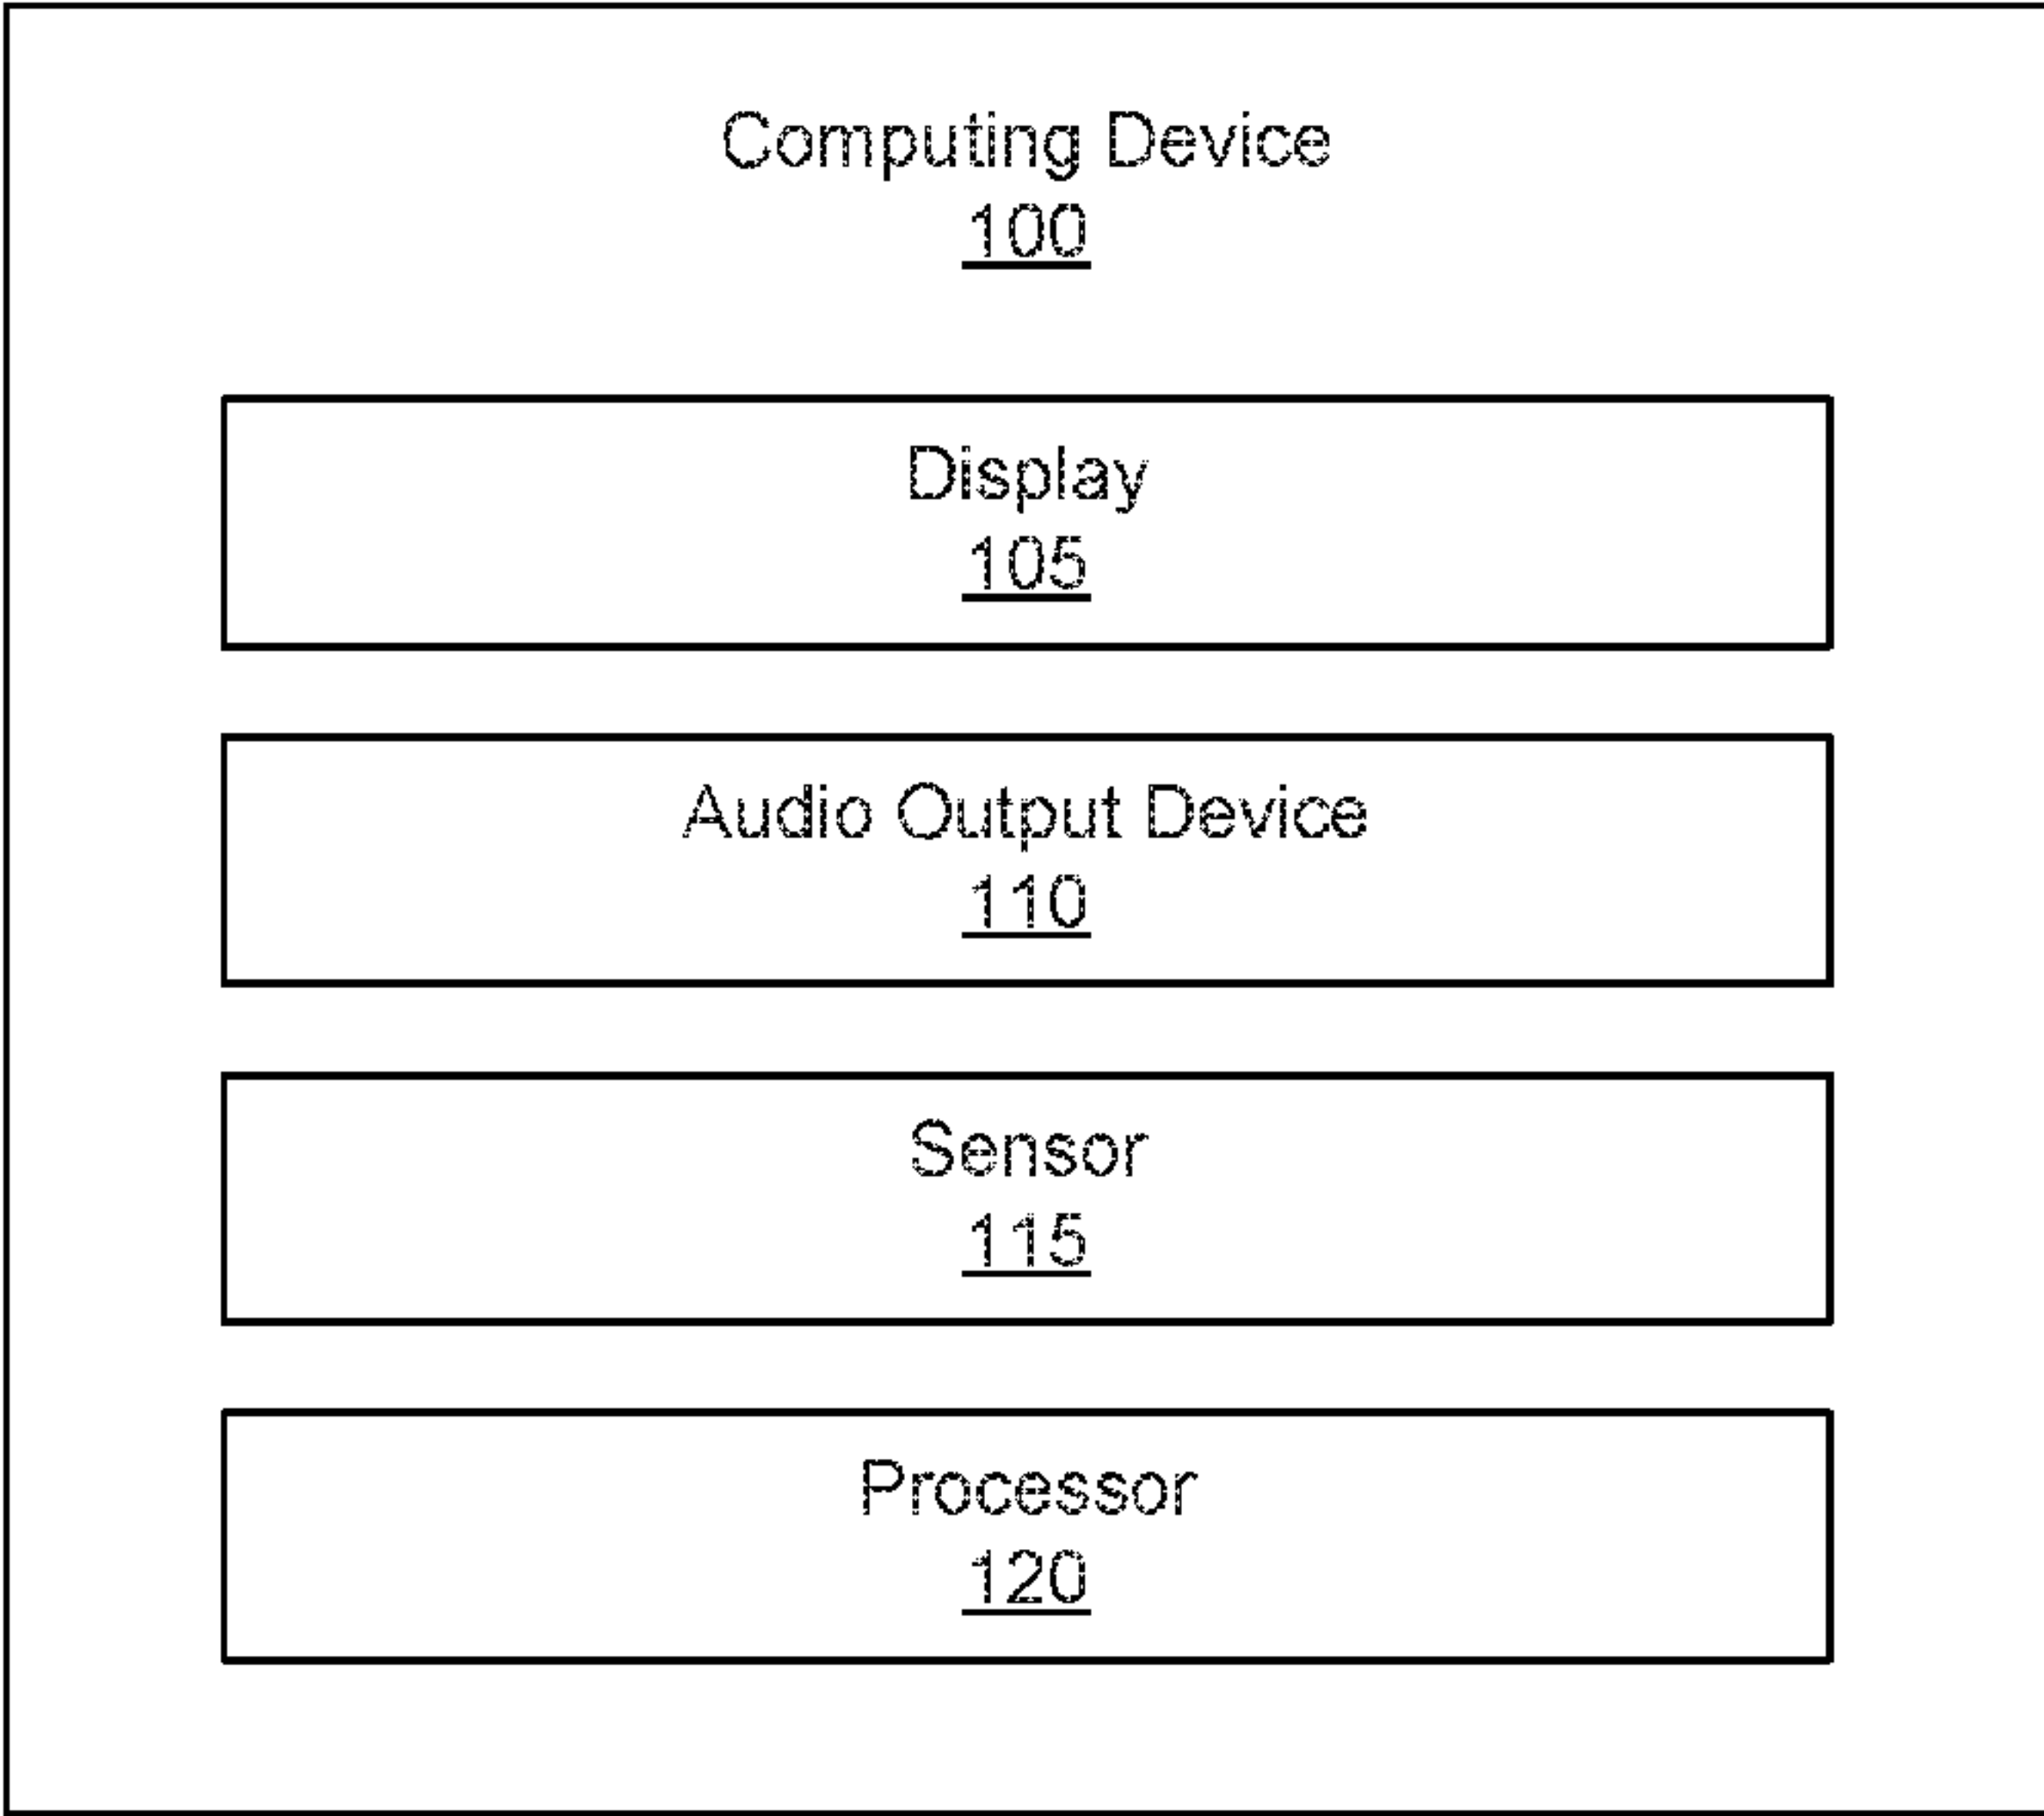 Computing Device
100
Display
105
Audio Output Device
110
Sensor
115
Processor
120